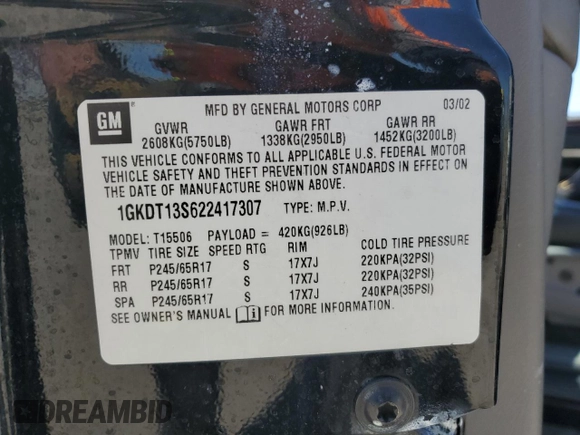 MFD BY GENERAL MOTORS CORP 03/02
GM
GVWR GAWR FRT GAWR RR
2608KG(5750LB) 1338KG(2950LB) 1452KG(3200LB)
THIS VEHICLE CONFORMS TO ALL APPLICABLE U.S. FEDERAL MOTOR
VEHICLE SAFETY AND THEFT PREVENTION STANDARDS IN EFFECT ON
THE DATE OF MANUFACTURE SHOWN ABOVE.
1GKDT13S622417307 TYPE: M.P.V.
MODEL: T15506 PAYLOAD = 420KG(926LB)
TPMV TIRE SIZE SPEED RTG RIM COLD TIRE PRESSURE
FRT P245/65R17 S 17X7J 220KPA(32PSI)
RR P245/65R17 S 17X7J 220KPA(32PSI)
SPA P245/65R17 S 17X7J 240KPA(35PSI)
SEE OWNER'S MANUAL FOR MORE INFORMATION.
DREAMBID